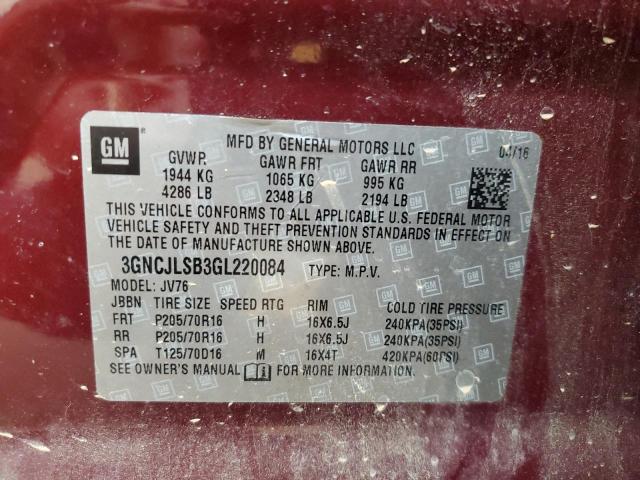 GM
MFD BY GENERAL MOTORS LLC 04/16
GVWR GAWR FRT GAWR RR
1944 KG 1065 KG 995 KG
4286 LB 2348 LB 2194 LB
THIS VEHICLE CONFORMS TO ALL APPLICABLE U.S. FEDERAL MOTOR
VEHICLE SAFETY AND THEFT PREVENTION STANDARDS IN EFFECT ON
THE DATE OF MANUFACTURE SHOWN ABOVE.
3GNCJLSB3GL220084 TYPE: M.P.V.
MODEL: JV76
JBBN TIRE SIZE SPEED RTG RIM COLD TIRE PRESSURE
FRT P205/70R16 H 16X6.5J 240KPA(35PSI)
RR P205/70R16 H 16X6.5J 240KPA(35PSI)
SPA T125/70D16 M 16X4T 420KPA(60PSI)
SEE OWNER'S MANUAL FOR MORE INFORMATION.